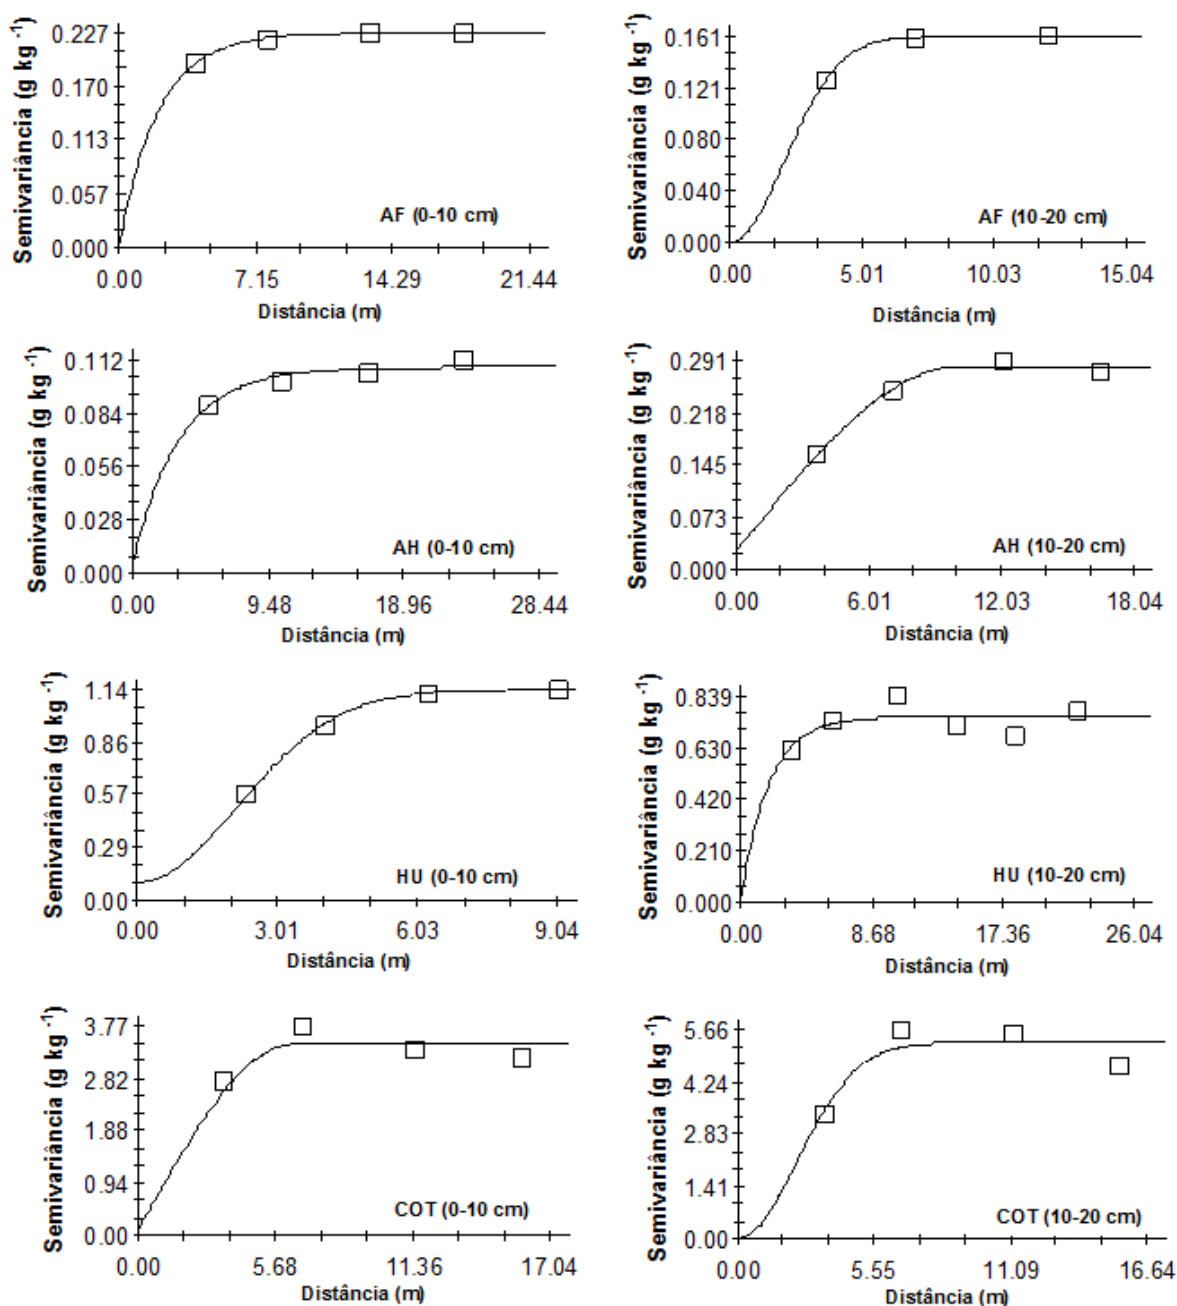 Semivariância (g kg -1)
0.227
0.170
0.113
0.057
0.000
AF (0-10 cm)
0.00 7.15 14.29 21.44
Distância (m)
Semivariância (g kg -1)
0.161
0.121
0.080
0.040
0.000
AF (10-20 cm)
0.00 5.01 10.03 15.04
Distância (m)
Semivariância (g kg -1)
0.112
0.084
0.056
0.028
0.000
AH (0-10 cm)
0.00 9.48 18.96 28.44
Distância (m)
Semivariância (g kg -1)
0.291
0.218
0.145
0.073
0.000
AH (10-20 cm)
0.00 6.01 12.03 18.04
Distância (m)
Semivariância (g kg -1)
1.14
0.86
0.57
0.29
0.00
HU (0-10 cm)
0.00 3.01 6.03 9.04
Distância (m)
Semivariância (g kg -1)
0.839
0.630
0.420
0.210
0.000
HU (10-20 cm)
0.00 8.68 17.36 26.04
Distância (m)
Semivariância (g kg -1)
3.77
2.82
1.88
0.94
0.00
COT (0-10 cm)
0.00 5.68 11.36 17.04
Distância (m)
Semivariância (g kg -1)
5.66
4.24
2.83
1.41
0.00
COT (10-20 cm)
0.00 5.55 11.09 16.64
Distância (m)